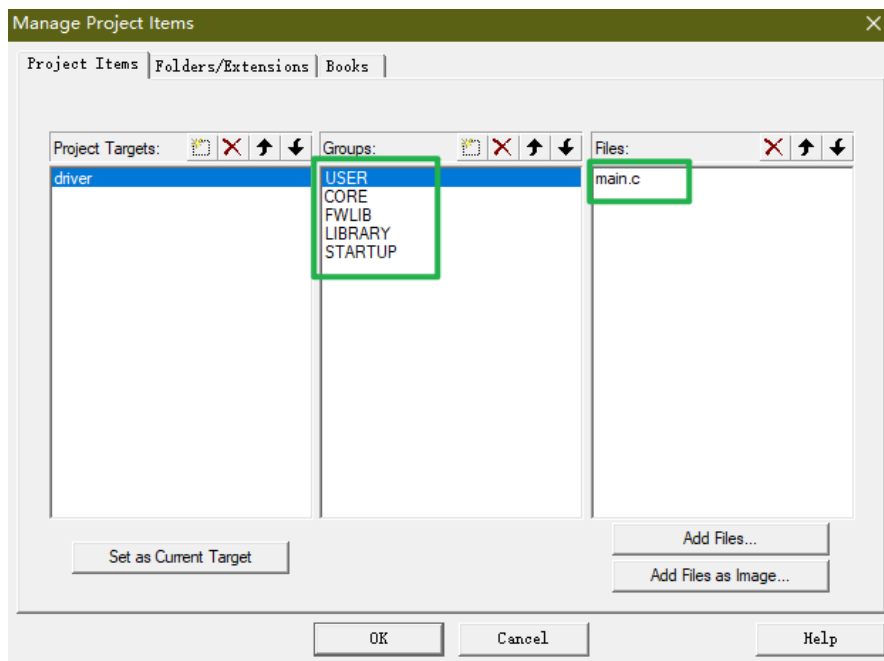 Manage Project Items
Project Items Folders/Extensions Books
Project Targets: Groups: Files:
driver USER main.c
CORE
FWLIB
LIBRARY
STARTUP
Add Files...
Set as Current Target
Add Files as Image...
OK Cancel Help